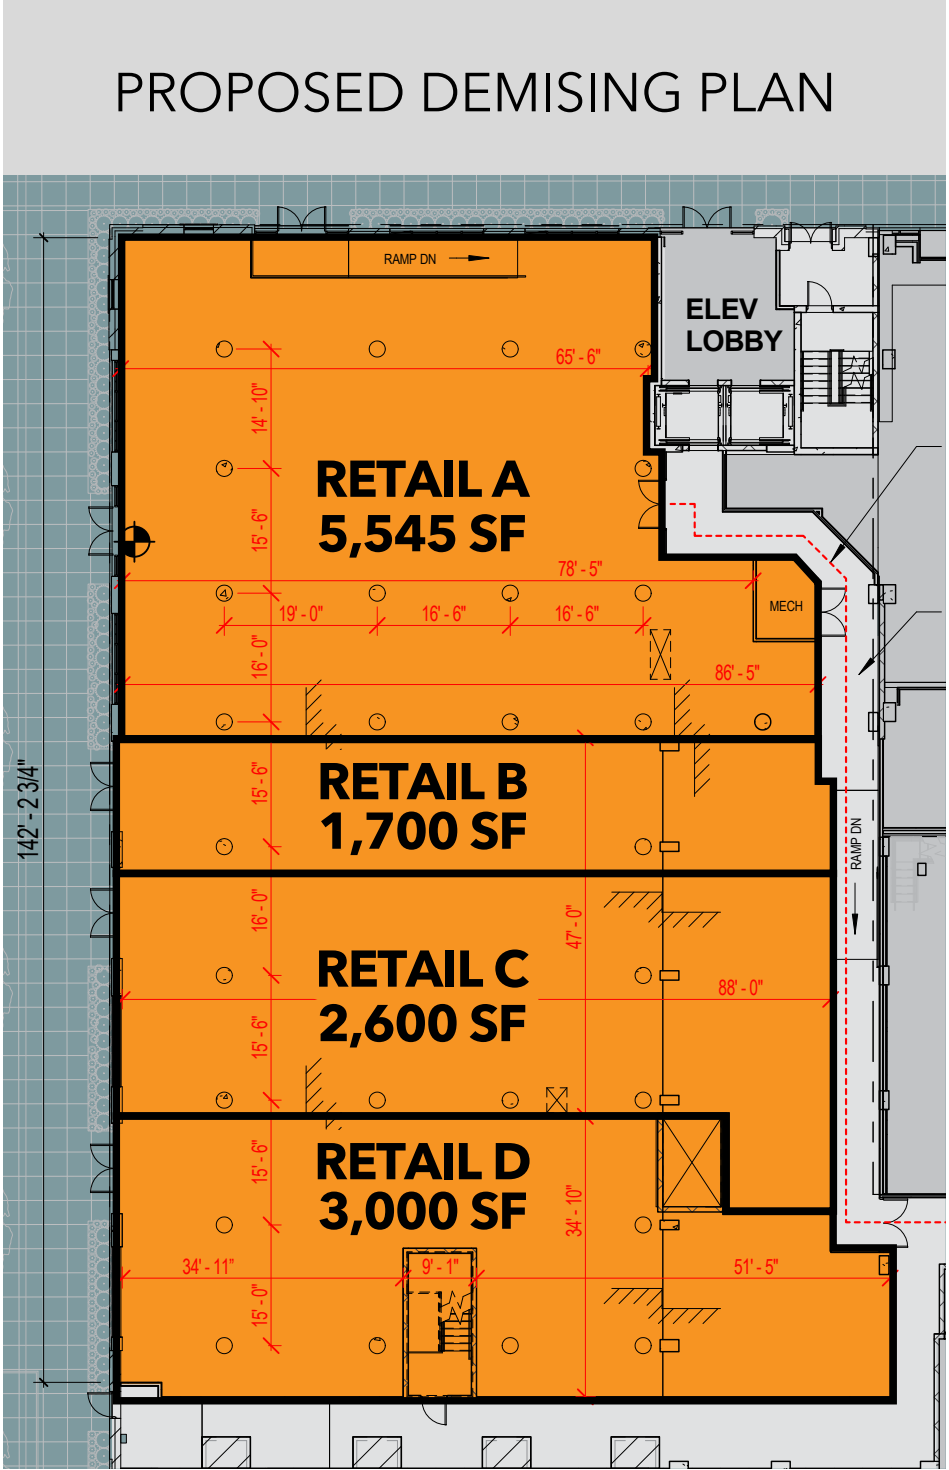 PROPOSED DEMISING PLAN
RAMP DN
ELEV
LOBBY
65' - 6"
14' - 10"
RETAIL A
5,545 SF
15' - 6"
78' - 5"
MECH
19' - 0"
16' - 6"
16' - 6"
16' - 0"
86' - 5"
142' - 2 3/4"
RETAIL B
1,700 SF
15' - 6"
RAMP DN
16' - 0"
47' - 0"
RETAIL C
2,600 SF
88' - 0"
15' - 6"
RETAIL D
3,000 SF
15' - 6"
34' - 10"
34' - 11"
9' - 1"
51' - 5"
15' - 0"